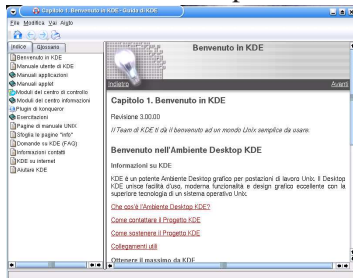 Capitolo 1. Benvenuto in KDE - Guida di KDE
File Modifica Vai Aiuto
Indice Glossario
Benvenuto in KDE
Manuale utente di KDE
Manuali applicazioni
Manuali applet
Moduli del centro di controllo
Moduli del centro informazioni
Plugin di Konqueror
Esercitazioni
Pagine di manuale UNIX
Sfoglia le pagine "info"
Domande su KDE (FAQ)
Informazioni contatti
KDE su internet
Aiutare KDE
Benvenuto in KDE
Indietro
Avanti
Capitolo 1. Benvenuto in KDE
Revisione 3.00.00
Il Team di KDE ti dà il benvenuto ad un mondo Unix semplice da usare.
Benvenuto nell'Ambiente Desktop KDE
Informazioni su KDE
KDE è un potente Ambiente Desktop grafico per postazioni di lavoro Unix. Il Desktop
KDE unisce facilità d'uso, moderna funzionalità e design grafico eccellente con la
superiore tecnologia di un sistema operativo Unix.
Che cos'è l'Ambiente Desktop KDE?
Come contattare il Progetto KDE
Come sostenere il Progetto KDE
Collegamenti utili
Ottenere il massimo da KDE